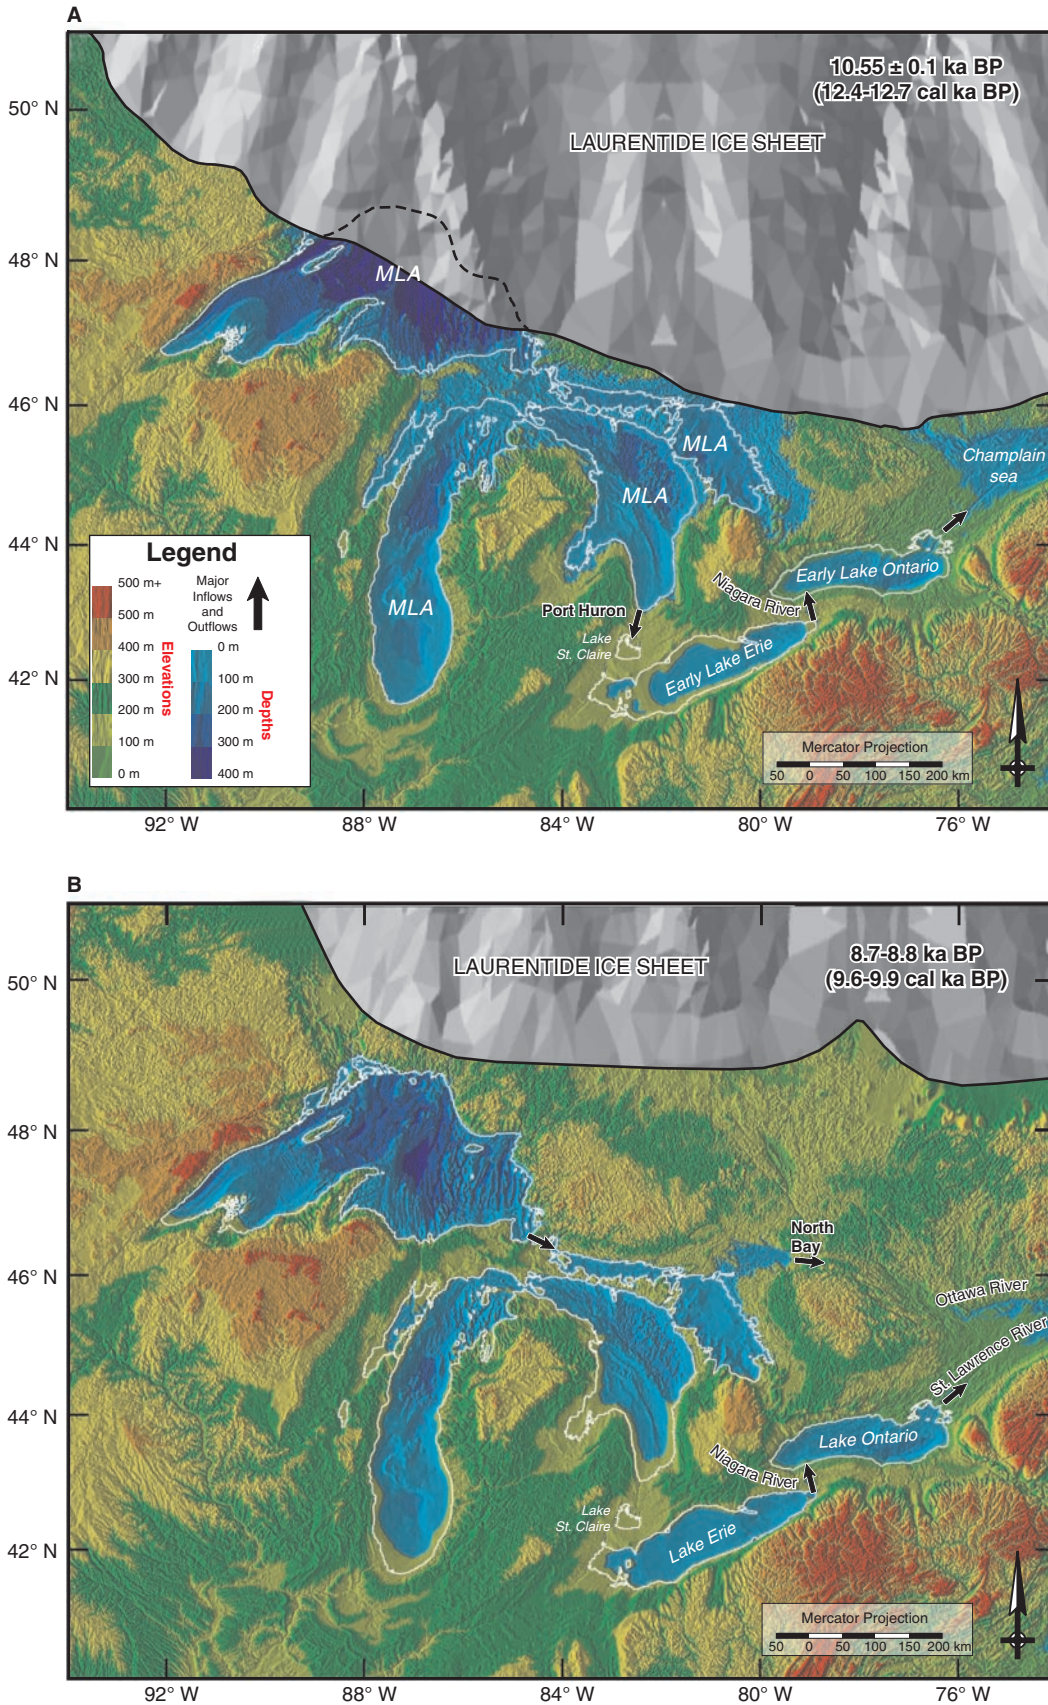 A
10.55 ± 0.1 ka BP
(12.4-12.7 cal ka BP)
50° N
LAURENTIDE ICE SHEET
48° N
MLA
46° N
MLA
Champlain
sea
MLA
44° N
Early Lake Ontario
Niagara River
MLA
Port Huron
Lake
St. Claire
Early Lake Erie
42° N
Legend
500 m+
500 m
400 m
300 m
200 m
100 m
0 m
Elevations
Major
Inflows
and
Outflows
0 m
100 m
200 m
300 m
400 m
Depths
Mercator Projection
50 0 50 100 150 200 km
92° W 88° W 84° W 80° W 76° W
B
LAURENTIDE ICE SHEET
8.7-8.8 ka BP
(9.6-9.9 cal ka BP)
50° N
48° N
North
Bay
46° N
Ottawa River
St. Lawrence River
44° N
Lake Ontario
Niagara River
Lake
St. Claire
Lake Erie
42° N
Mercator Projection
50 0 50 100 150 200 km
92° W 88° W 84° W 80° W 76° W